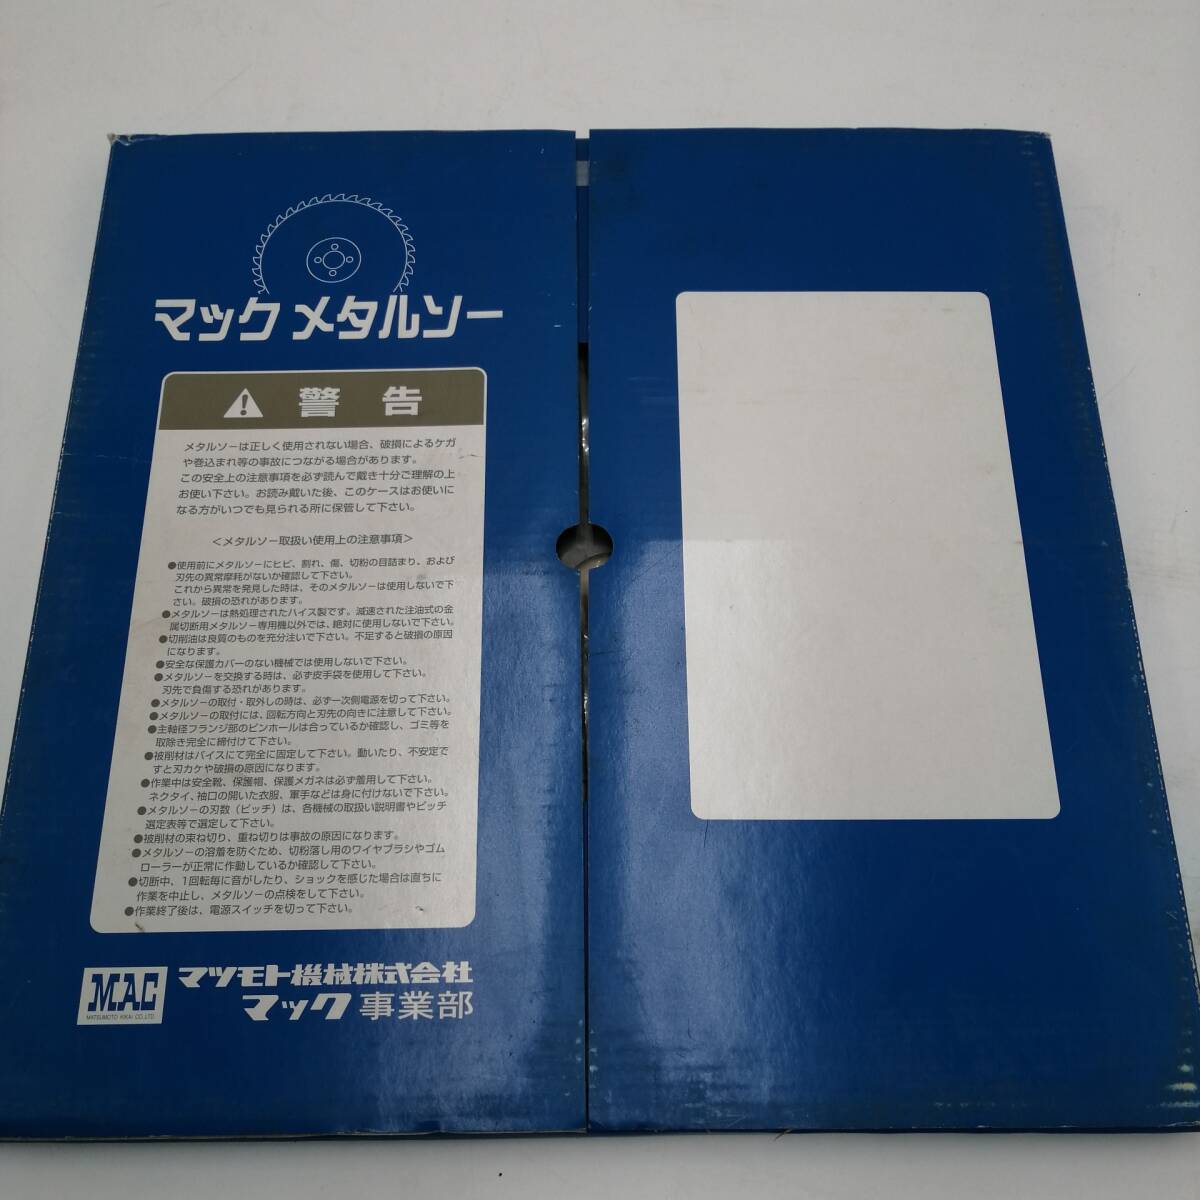 マック メタルソー
警告
メタルソーは正しく使用されない場合、破損によるケガ
や巻込まれ等の事故につながる場合があります。
この安全上の注意事項を必ず読んで戴き十分ご理解の上
お使い下さい。お読み戴いた後、このケースはお使いに
なる方がいつでも見られる所に保管して下さい。
＜メタルソー取扱い使用上の注意事項＞
●使用前にメタルソーにヒビ、割れ、傷、切粉の目詰まり、および
刃先の異常摩耗がないか確認して下さい。
これから異常を発見した時は、そのメタルソーは使用しないで下
さい。破損の恐れがあります。
●メタルソーは熱処理されたハイス製です。減速された注油式の金
属切断用メタルソー専用機以外では、絶対に使用しないで下さい。
●切削油は良質のものを充分注いで下さい。不足すると破損の原因
になります。
●安全な保護カバーのない機械では使用しないで下さい。
●メタルソーを交換する時は、必ず皮手袋を使用して下さい。
刃先で負傷する恐れがあります。
●メタルソーの取付・取外しの時は、必ず一次側電源を切って下さい。
●メタルソーの取付には、回転方向と刃先の向きに注意して下さい。
●主軸径フランジ部のピンホールは合っているか確認し、ゴミ等を
取除き完全に締付けて下さい。
●被削材はバイスにて完全に固定して下さい。動いたり、不安定で
すと刃カケや破損の原因になります。
●作業中は安全靴、保護帽、保護メガネは必ず着用して下さい。
ネクタイ、袖口の開いた衣服、軍手などは身に付けないで下さい。
●メタルソーの刃数（ピッチ）は、各機械の取扱い説明書やピッチ
選定表等で選定して下さい。
●被削材の束ね切り、重ね切りは事故の原因になります。
●メタルソーの溶着を防ぐため、切粉落し用のワイヤブラシやゴム
ローラーが正常に作動しているか確認して下さい。
●切断中、1回転毎に音がしたり、ショックを感じた場合は直ちに
作業を中止し、メタルソーの点検をして下さい。
●作業終了後は、電源スイッチを切って下さい。
MAC
MATSUMOTO KIKAI CO.,LTD.
マツモト機械株式会社
マック事業部